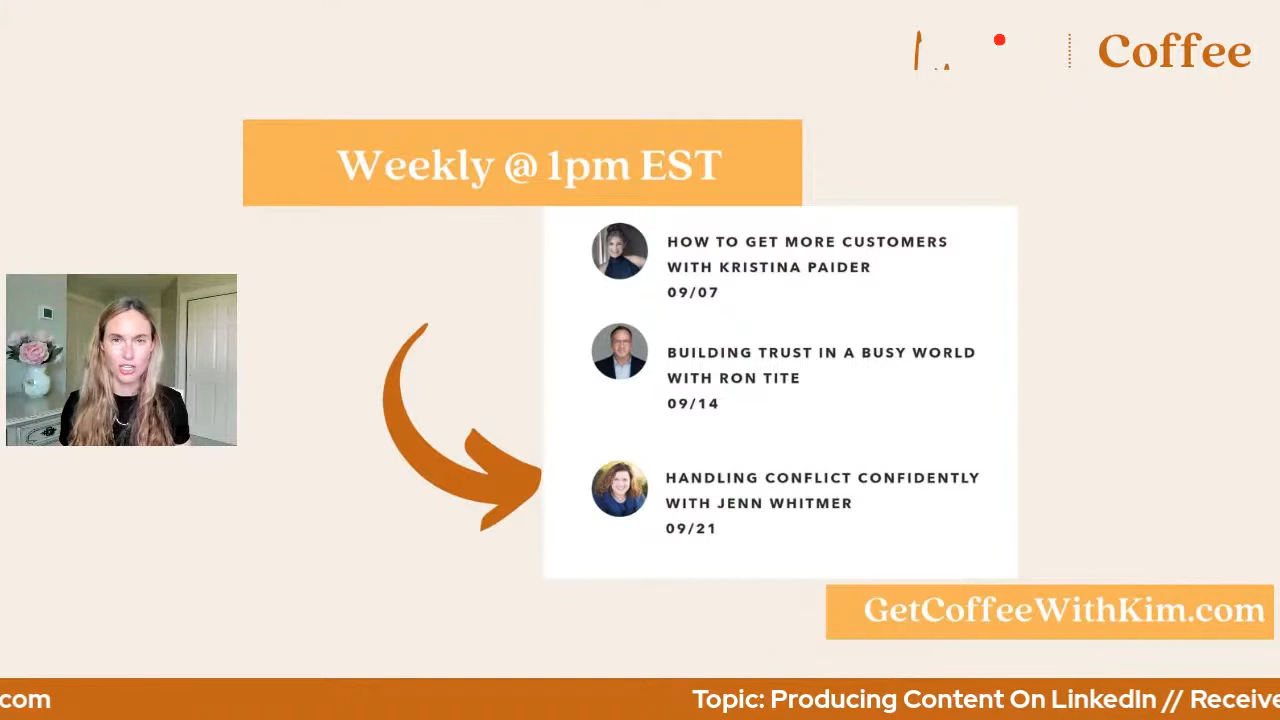 Coffee
Weekly @ 1pm EST
HOW TO GET MORE CUSTOMERS
WITH KRISTINA PAIDER
09/07
BUILDING TRUST IN A BUSY WORLD
WITH RON TITE
09/14
HANDLING CONFLICT CONFIDENTLY
WITH JENN WHITMER
09/21
GetCoffeeWithKim.com
com
Topic: Producing Content On LinkedIn // Receive